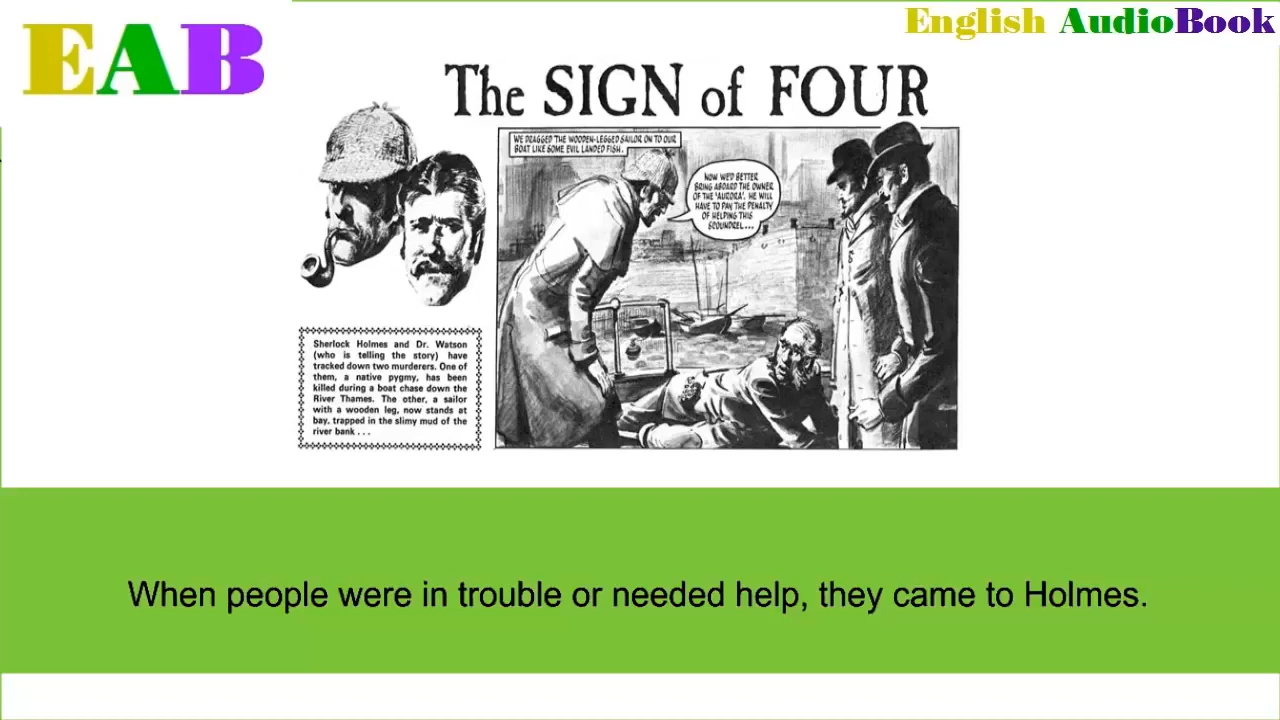 EAB
English AudioBook
The SIGN of FOUR
WE DRAGGED THE WOODEN-LEGGED SAILOR ON TO OUR
BOAT LIKE SOME EVIL LANDED FISH.
NOW WE'D BETTER
BRING ABOARD THE OWNER
OF THE 'AURORA'. HE WILL
HAVE TO PAY THE PENALTY
OF HELPING THIS
SCOUNDREL...
Sherlock Holmes and Dr. Watson
(who is telling the story) have
tracked down two murderers. One of
them, a native pygmy, has been
killed during a boat chase down the
River Thames. The other, a sailor
with a wooden leg, now stands at
bay, trapped in the slimy mud of the
river bank . . .
When people were in trouble or needed help, they came to Holmes.